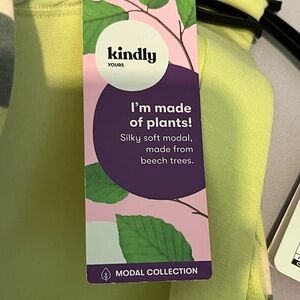 kindly
YOURS
I'm made
of plants!
Silky soft modal,
made from
beech trees.
MODAL COLLECTION